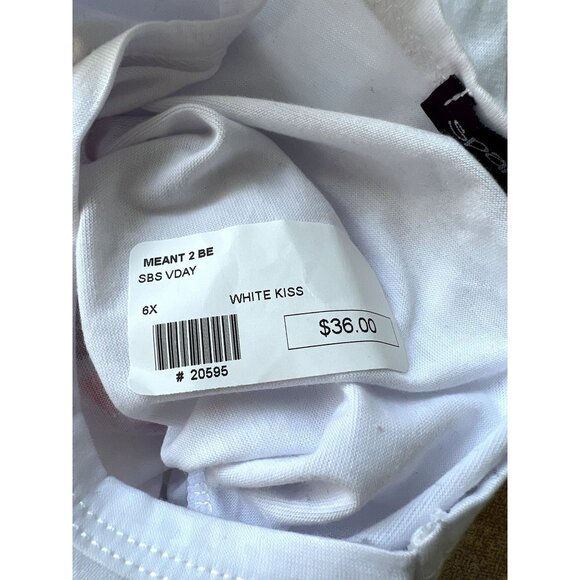 MEANT 2 BE
SBS VDAY
6X
WHITE KISS
$36.00
# 20595